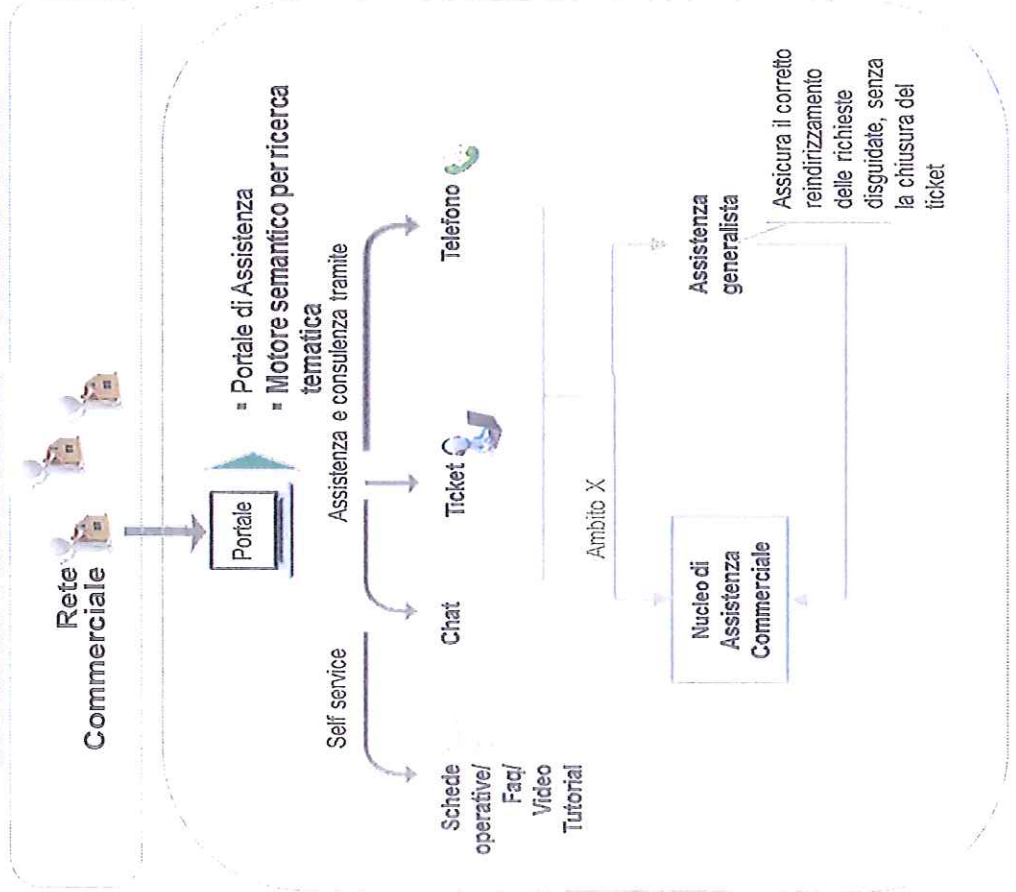 Rete
Commerciale
Portale
▪ Portale di Assistenza
▪ Motore semantico per ricerca
tematica
Self service
Assistenza e consulenza tramite
Schede
operative/
Faq/
Video
Tutorial
Chat
Ticket
Telefono
Ambito X
Nucleo di
Assistenza
Commerciale
Assistenza
generalista
Assicura il corretto
reindirizzamento
delle richieste
disguidate, senza
la chiusura del
ticket